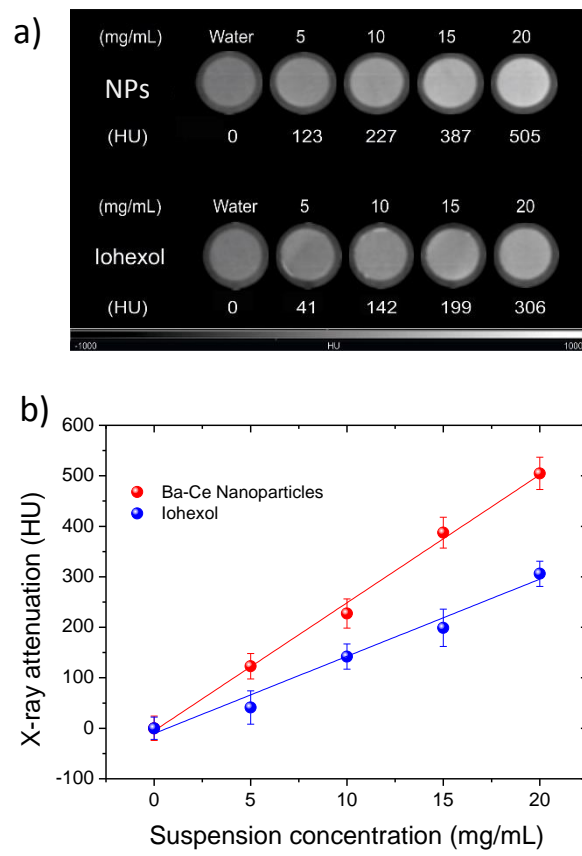 a)
(mg/mL) Water 5 10 15 20
NPs
(HU) 0 123 227 387 505
(mg/mL) Water 5 10 15 20
Iohexol
(HU) 0 41 142 199 306
-1000 HU 1000
b)
600
500
400
300
200
100
0
-100
X-ray attenuation (HU)
Ba-Ce Nanoparticles
Iohexol
0 5 10 15 20
Suspension concentration (mg/mL)